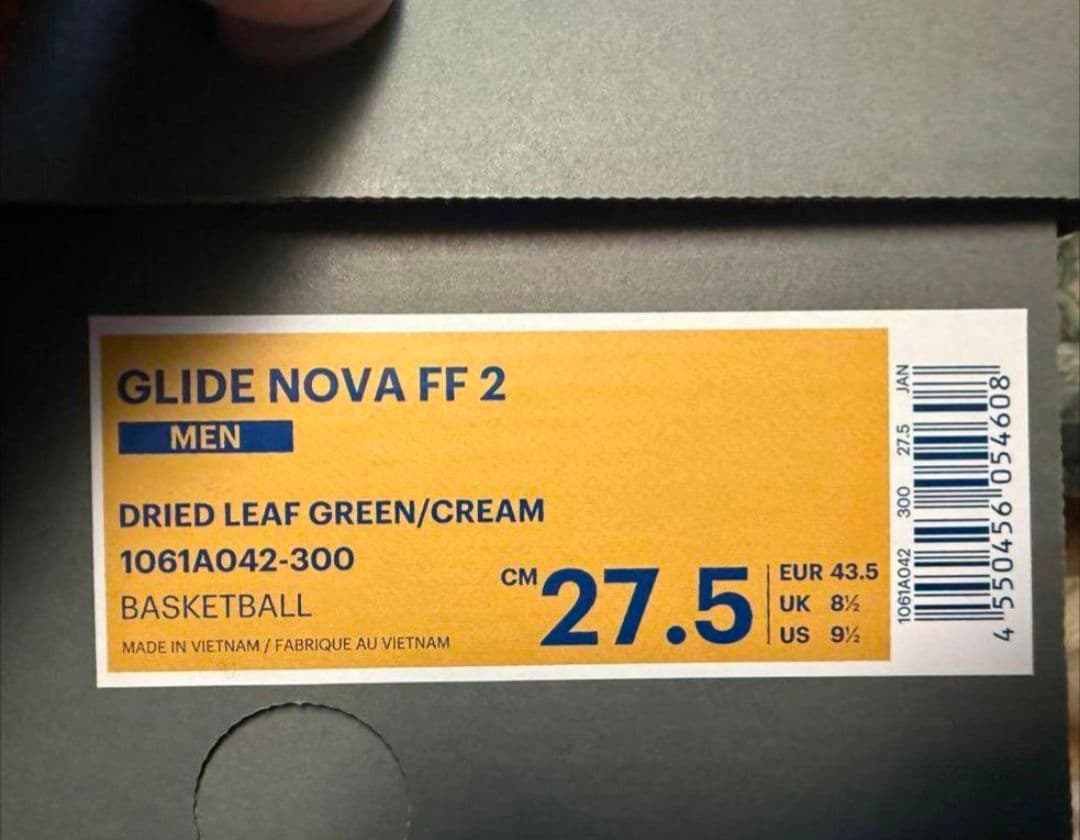 GLIDE NOVA FF 2
MEN
DRIED LEAF GREEN/CREAM
1061A042-300
BASKETBALL
MADE IN VIETNAM / FABRIQUE AU VIETNAM
CM 27.5
EUR 43.5
UK 8½
US 9½
1061A042 300 27.5 JAN
4 550456 054608